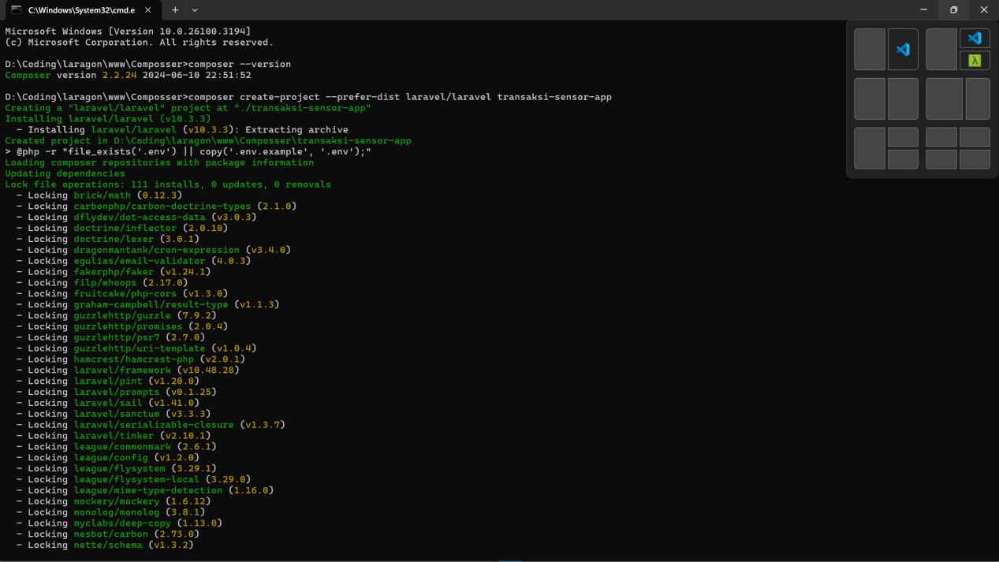 C:\Windows\System32\cmd.e
Microsoft Windows [Version 10.0.26100.3194]
(c) Microsoft Corporation. All rights reserved.
D:\Coding\laragon\www\Composser>composer --version
Composer version 2.2.24 2024-06-10 22:51:52
D:\Coding\laragon\www\Composser>composer create-project --prefer-dist laravel/laravel transaksi-sensor-app
Creating a "laravel/laravel" project at "./transaksi-sensor-app"
Installing laravel/laravel (v10.3.3)
  - Installing laravel/laravel (v10.3.3): Extracting archive
Created project in D:\Coding\laragon\www\Composser\transaksi-sensor-app
> @php -r "file_exists('.env') || copy('.env.example', '.env');"
Loading composer repositories with package information
Updating dependencies
Lock file operations: 111 installs, 0 updates, 0 removals
  - Locking brick/math (0.12.3)
  - Locking carbonphp/carbon-doctrine-types (2.1.0)
  - Locking dflydev/dot-access-data (v3.0.3)
  - Locking doctrine/inflector (2.0.10)
  - Locking doctrine/lexer (3.0.1)
  - Locking dragonmantank/cron-expression (v3.4.0)
  - Locking egulias/email-validator (4.0.3)
  - Locking fakerphp/faker (v1.24.1)
  - Locking filp/whoops (2.17.0)
  - Locking fruitcake/php-cors (v1.3.0)
  - Locking graham-campbell/result-type (v1.1.3)
  - Locking guzzlehttp/guzzle (7.9.2)
  - Locking guzzlehttp/promises (2.0.4)
  - Locking guzzlehttp/psr7 (2.7.0)
  - Locking guzzlehttp/uri-template (v1.0.4)
  - Locking hamcrest/hamcrest-php (v2.0.1)
  - Locking laravel/framework (v10.48.28)
  - Locking laravel/pint (v1.20.0)
  - Locking laravel/prompts (v0.1.25)
  - Locking laravel/sail (v1.41.0)
  - Locking laravel/sanctum (v3.3.3)
  - Locking laravel/serializable-closure (v1.3.7)
  - Locking laravel/tinker (v2.10.1)
  - Locking league/commonmark (2.6.1)
  - Locking league/config (v1.2.0)
  - Locking league/flysystem (3.29.1)
  - Locking league/flysystem-local (3.29.0)
  - Locking league/mime-type-detection (1.16.0)
  - Locking mockery/mockery (1.6.12)
  - Locking monolog/monolog (3.8.1)
  - Locking myclabs/deep-copy (1.13.0)
  - Locking nesbot/carbon (2.73.0)
  - Locking nette/schema (v1.3.2)